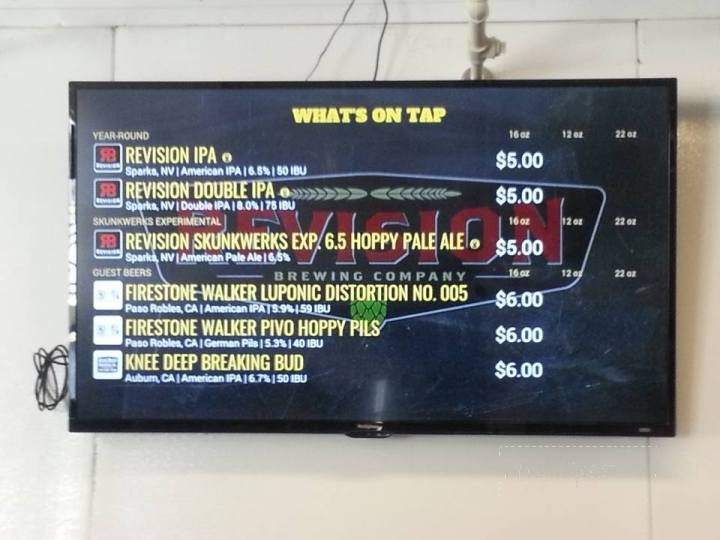 WHAT'S ON TAP
YEAR-ROUND 16 oz 12 oz 22 oz
REVISION IPA $5.00
Sparks, NV | American IPA | 6.5% | 50 IBU
REVISION DOUBLE IPA $5.00
Sparks, NV | Double IPA | 8.0% | 75 IBU
SKUNKWERKS EXPERIMENTAL 16 oz 12 oz 22 oz
REVISION SKUNKWERKS EXP. 6.5 HOPPY PALE ALE $5.00
Sparks, NV | American Pale Ale | 6.5%
REVISION
BREWING COMPANY
GUEST BEERS 16 oz 12 oz 22 oz
FIRESTONE WALKER LUPONIC DISTORTION NO. 005 $6.00
Paso Robles, CA | American IPA | 5.9% | 59 IBU
FIRESTONE WALKER PIVO HOPPY PILS $6.00
Paso Robles, CA | German Pils | 5.3% | 40 IBU
KNEE DEEP BREAKING BUD $6.00
Auburn, CA | American IPA | 6.7% | 50 IBU